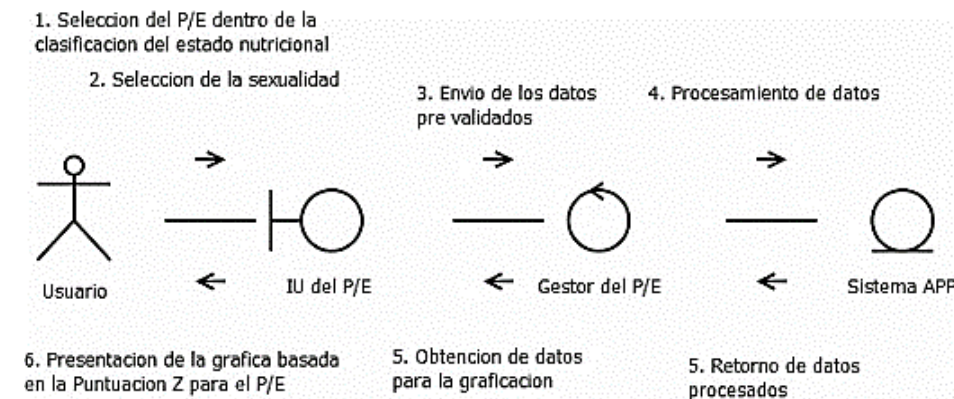 1. Seleccion del P/E dentro de la
clasificacion del estado nutricional
2. Seleccion de la sexualidad
3. Envio de los datos
pre validados
4. Procesamiento de datos
Usuario
IU del P/E
Gestor del P/E
Sistema APP
6. Presentacion de la grafica basada
en la Puntuacion Z para el P/E
5. Obtencion de datos
para la graficacion
5. Retorno de datos
procesados